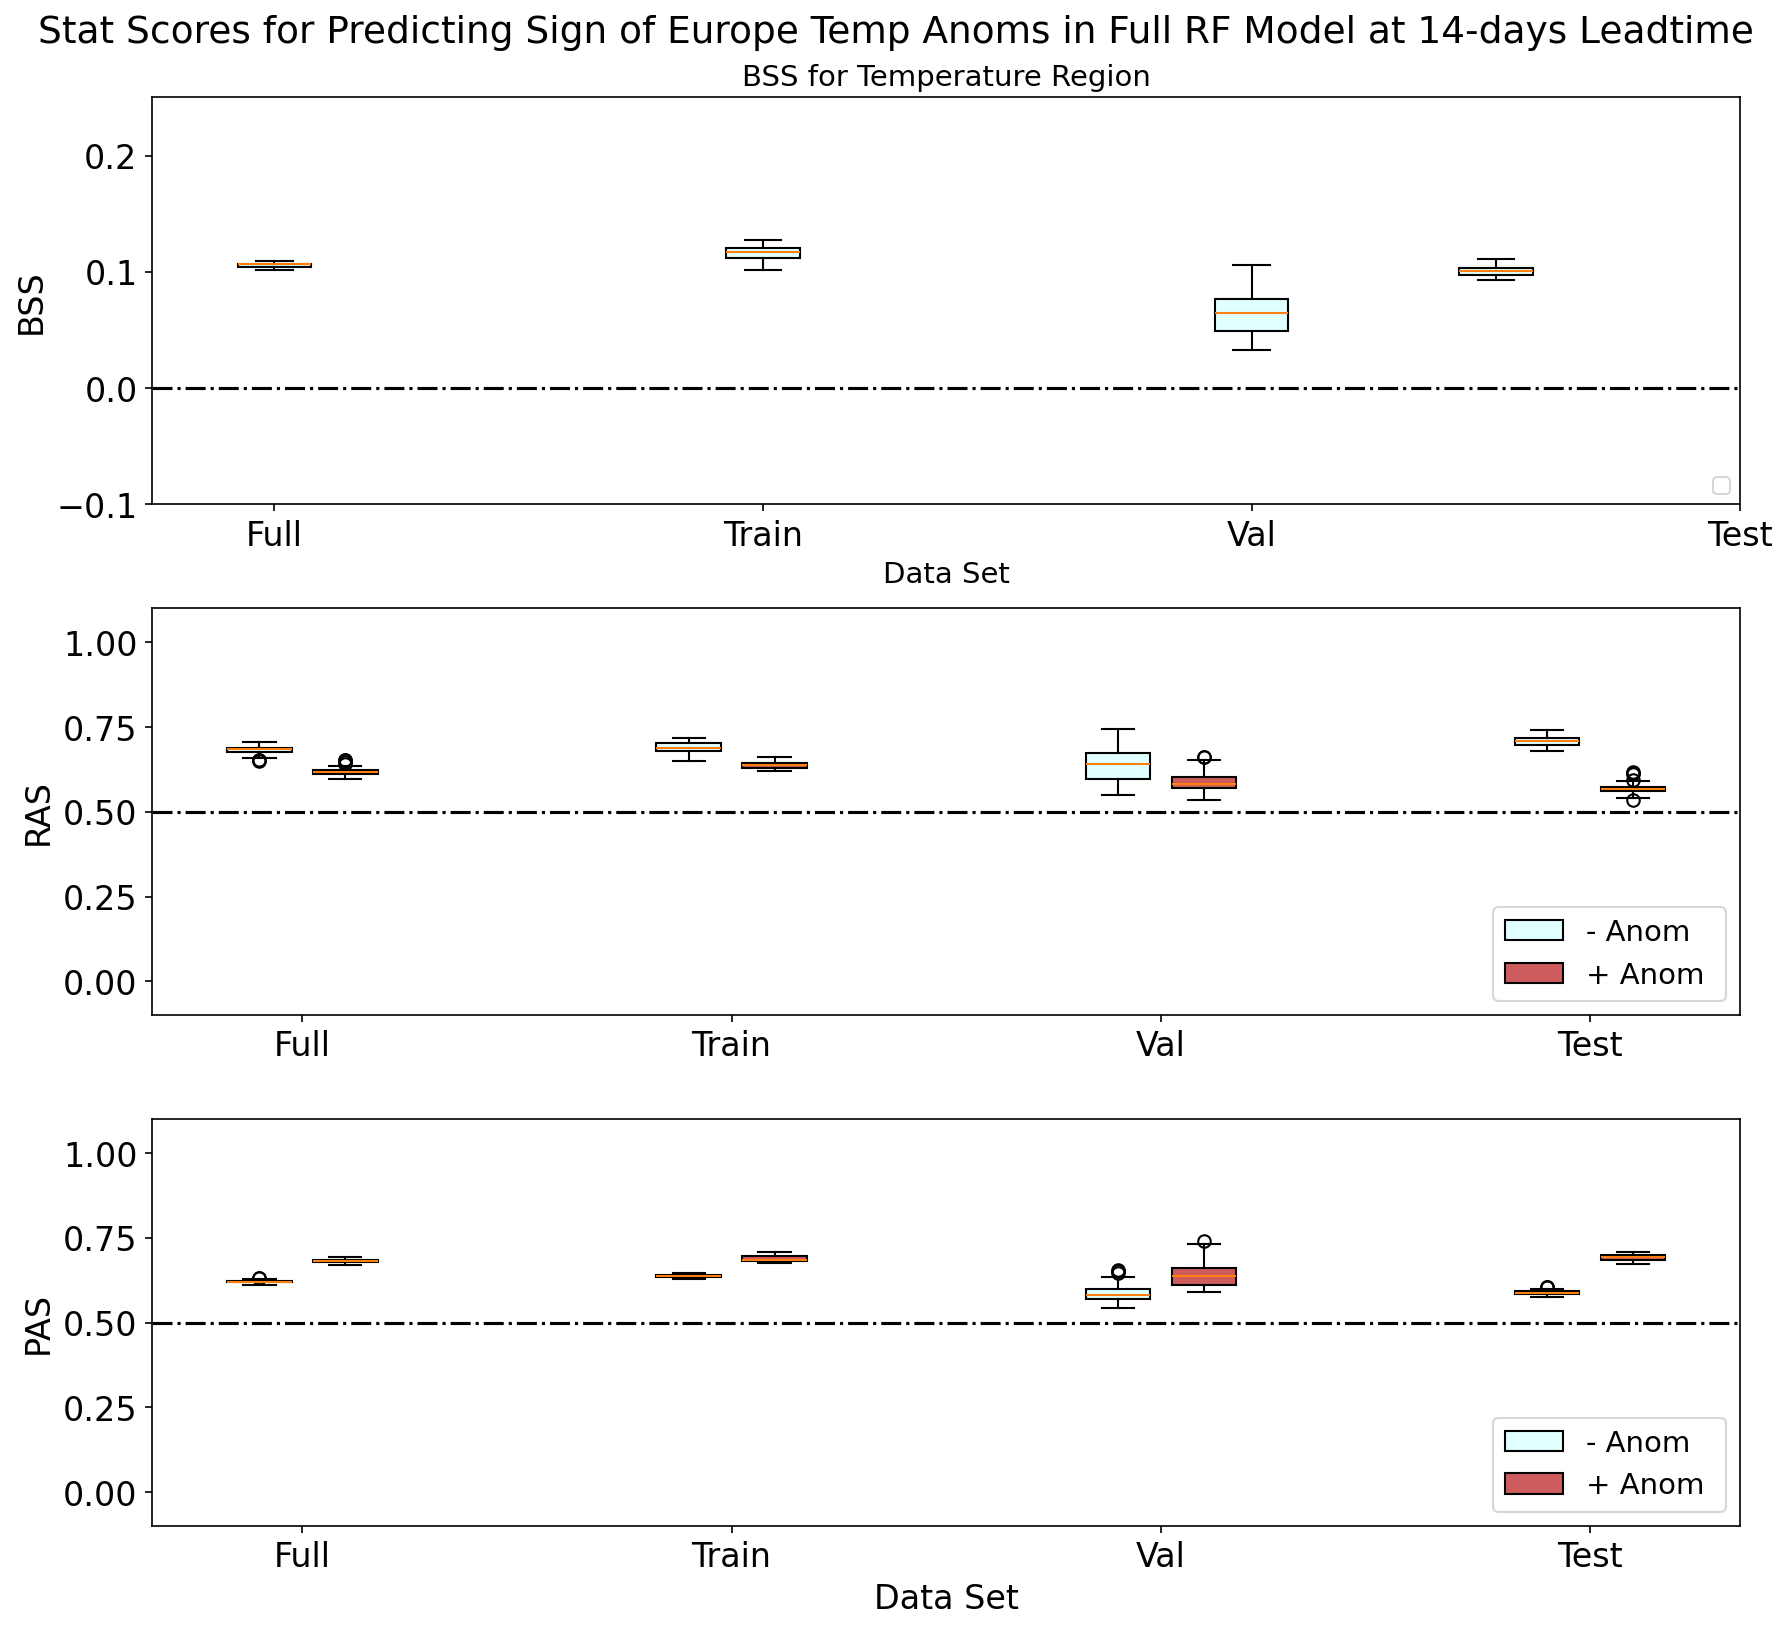 Stat Scores for Predicting Sign of Europe Temp Anoms in Full RF Model at 14-days Leadtime
BSS for Temperature Region
BSS
0.2
0.1
0.0
−0.1
Full Train Val Test
Data Set
RAS
1.00
0.75
0.50
0.25
0.00
- Anom
+ Anom
Full Train Val Test
PAS
1.00
0.75
0.50
0.25
0.00
- Anom
+ Anom
Full Train Val Test
Data Set